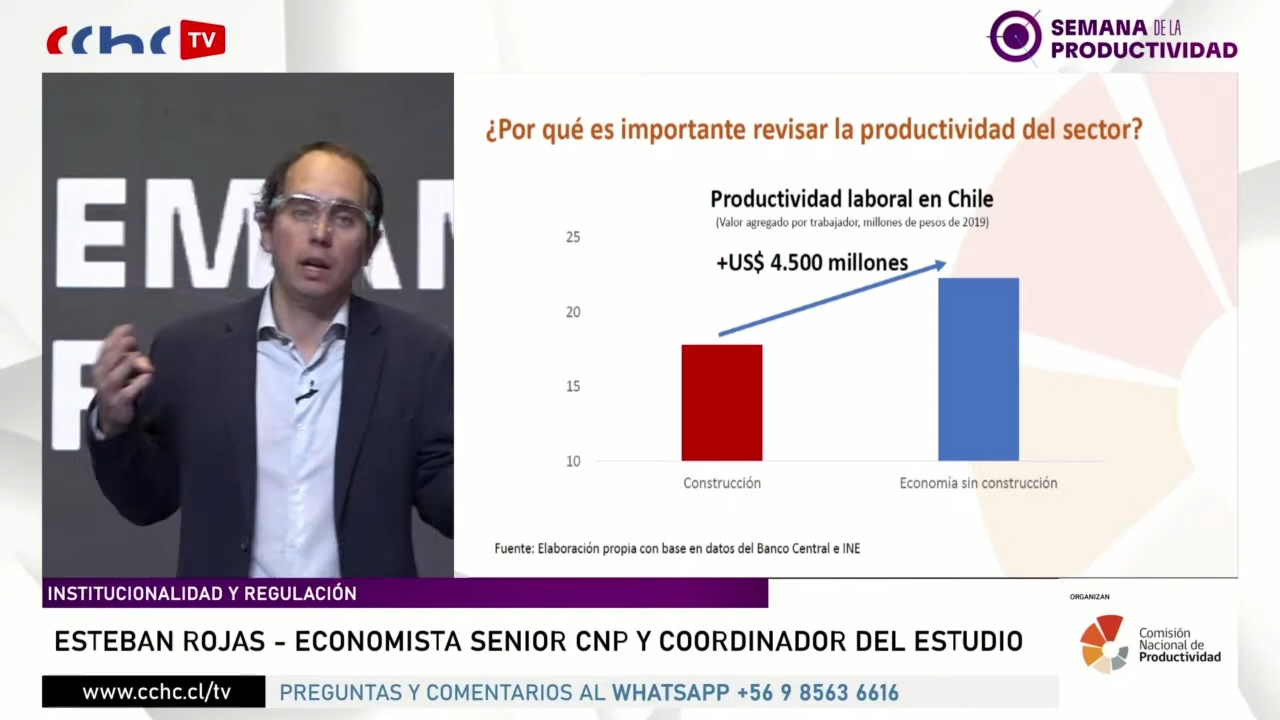 cchc TV
SEMANA DE LA
PRODUCTIVIDAD
EMAN
P
¿Por qué es importante revisar la productividad del sector?
Productividad laboral en Chile
(Valor agregado por trabajador, millones de pesos de 2019)
+US$ 4.500 millones
25
20
15
10
Construcción
Economía sin construcción
Fuente: Elaboración propia con base en datos del Banco Central e INE
INSTITUCIONALIDAD Y REGULACIÓN
ESTEBAN ROJAS - ECONOMISTA SENIOR CNP Y COORDINADOR DEL ESTUDIO
www.cchc.cl/tv
PREGUNTAS Y COMENTARIOS AL WHATSAPP +56 9 8563 6616
ORGANIZAN
Comisión
Nacional de
Productividad